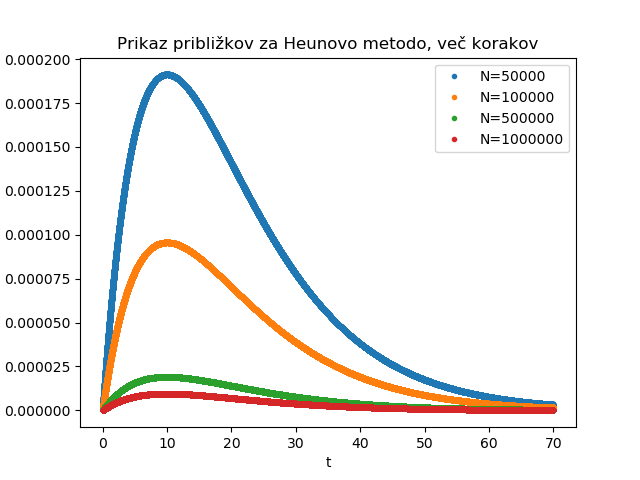 Prikaz približkov za Heunovo metodo, več korakov
0.000200
0.000175
0.000150
0.000125
0.000100
0.000075
0.000050
0.000025
0.000000
N=50000
N=100000
N=500000
N=1000000
0 10 20 30 40 50 60 70
t